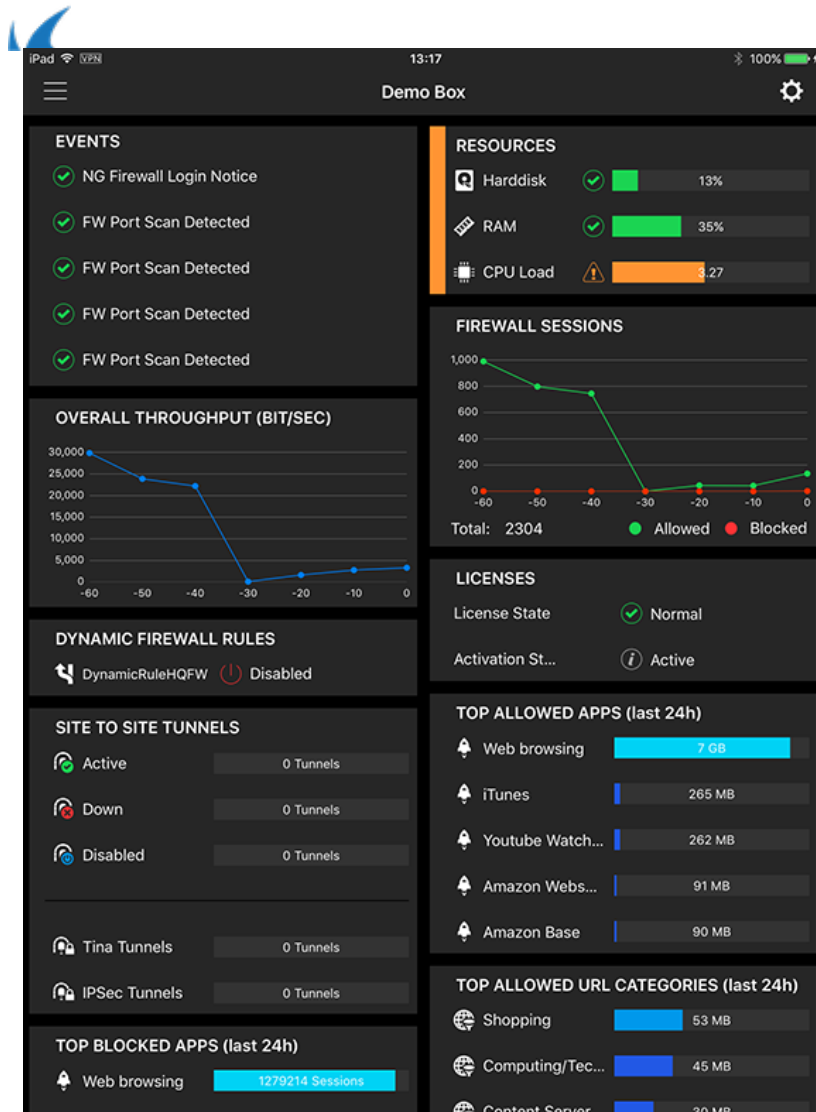 iPad VPN 13:17 100%
Demo Box
EVENTS
NG Firewall Login Notice
FW Port Scan Detected
FW Port Scan Detected
FW Port Scan Detected
FW Port Scan Detected
OVERALL THROUGHPUT (BIT/SEC)
30,000
25,000
20,000
15,000
10,000
5,000
0
-60 -50 -40 -30 -20 -10 0
DYNAMIC FIREWALL RULES
DynamicRuleHQFW Disabled
SITE TO SITE TUNNELS
Active 0 Tunnels
Down 0 Tunnels
Disabled 0 Tunnels
Tina Tunnels 0 Tunnels
IPSec Tunnels 0 Tunnels
TOP BLOCKED APPS (last 24h)
Web browsing 1279214 Sessions
RESOURCES
Harddisk 13%
RAM 35%
CPU Load 3.27
FIREWALL SESSIONS
1,000
800
600
400
200
0
-60 -50 -40 -30 -20 -10 0
Total: 2304 Allowed Blocked
LICENSES
License State Normal
Activation St... Active
TOP ALLOWED APPS (last 24h)
Web browsing 7 GB
iTunes 265 MB
Youtube Watch... 262 MB
Amazon Webs... 91 MB
Amazon Base 90 MB
TOP ALLOWED URL CATEGORIES (last 24h)
Shopping 53 MB
Computing/Tec... 45 MB
Content Server 30 MB